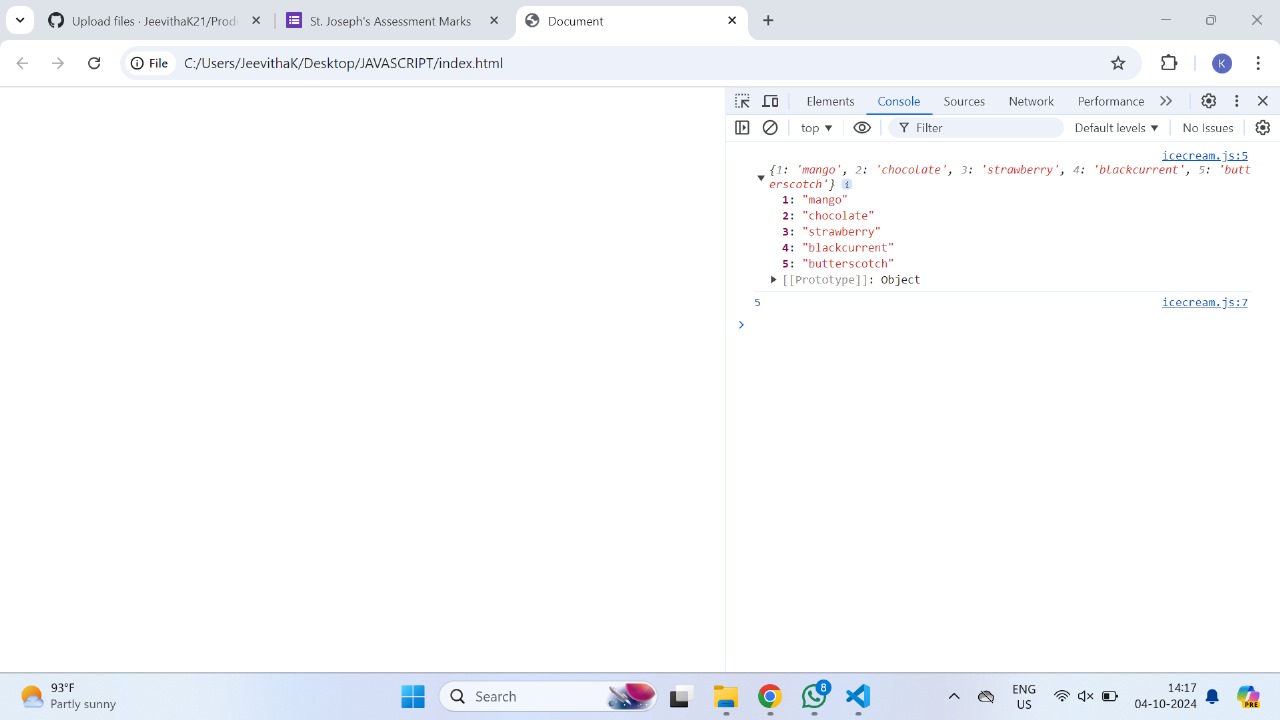 Upload files · JeevithaK21/Prod
St. Joseph's Assessment Marks
Document
File
C:/Users/JeevithaK/Desktop/JAVASCRIPT/index.html
K
Elements
Console
Sources
Network
Performance
top
Filter
Default levels
No Issues
icecream.js:5
{1: 'mango', 2: 'chocolate', 3: 'strawberry', 4: 'blackcurrent', 5: 'butt
erscotch'} i
1: "mango"
2: "chocolate"
3: "strawberry"
4: "blackcurrent"
5: "butterscotch"
[[Prototype]]: Object
5
icecream.js:7
93°F
Partly sunny
Search
8
ENG
US
14:17
04-10-2024
PRE